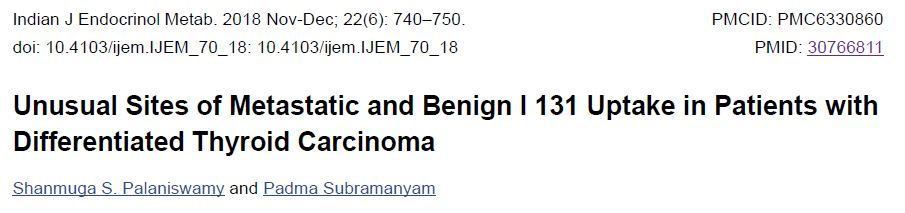 Indian J Endocrinol Metab. 2018 Nov-Dec; 22(6): 740–750. PMCID: PMC6330860
doi: 10.4103/ijem.IJEM_70_18: 10.4103/ijem.IJEM_70_18 PMID: 30766811
Unusual Sites of Metastatic and Benign I 131 Uptake in Patients with
Differentiated Thyroid Carcinoma
Shanmuga S. Palaniswamy and Padma Subramanyam